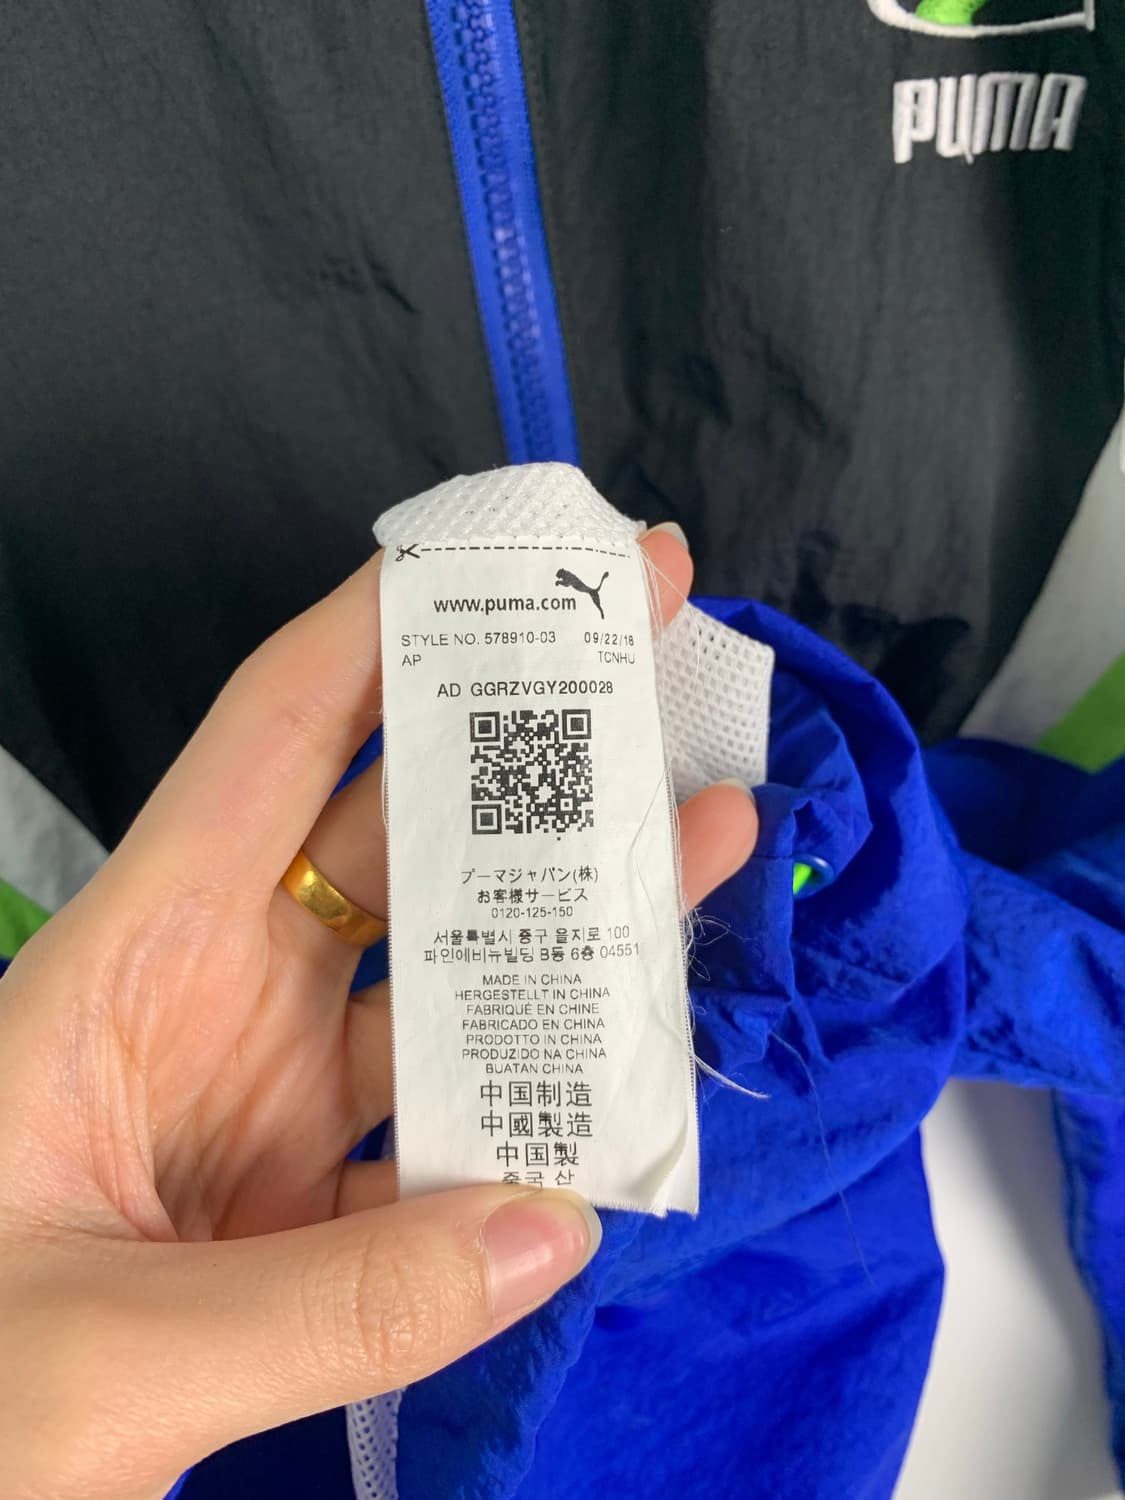 PUMA
www.puma.com
STYLE NO. 578910-03 09/22/18
AP TCNHU
AD GGRZVGY200028
プーマジャパン(株)
お客様サービス
0120-125-150
서울특별시 중구 을지로 100
파인에비뉴빌딩 B동 6층 04551
MADE IN CHINA
HERGESTELLT IN CHINA
FABRIQUÉ EN CHINE
FABRICADO EN CHINA
PRODOTTO IN CHINA
PRODUZIDO NA CHINA
BUATAN CHINA
中国制造
中國製造
中国製
중국 산